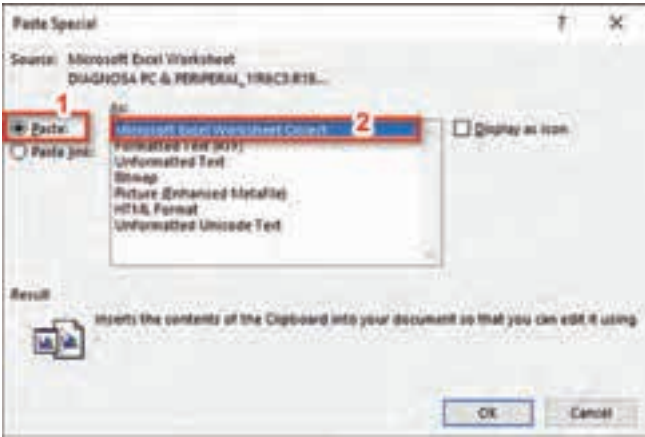 Paste Special
? ×
Source: Microsoft Excel Worksheet
DIAGNOSA PC & PERIPERAL_
1
As:
Paste:
Microsoft Excel Worksheet Object
2
Display as icon
Paste link:
Formatted Text (RTF)
Unformatted Text
Bitmap
Picture (Enhanced Metafile)
HTML Format
Unformatted Unicode Text
Result
Inserts the contents of the Clipboard into your document so that you can edit it using
OK
Cancel